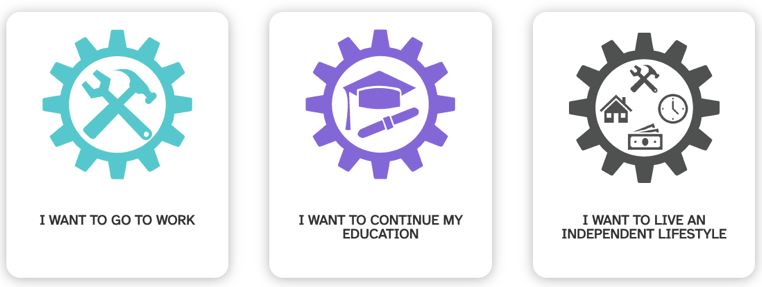 I WANT TO GO TO WORK
I WANT TO CONTINUE MY
EDUCATION
I WANT TO LIVE AN
INDEPENDENT LIFESTYLE